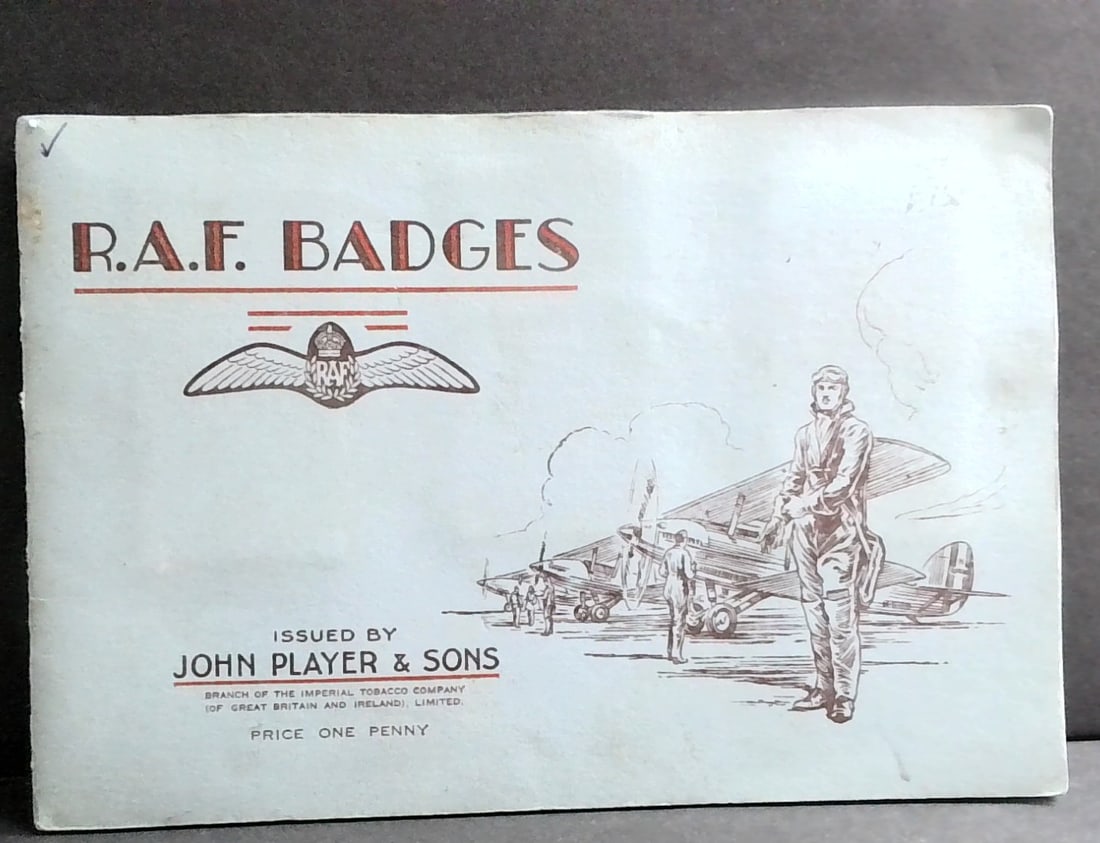 R.A.F. BADGES
RAF
ISSUED BY
JOHN PLAYER & SONS
BRANCH OF THE IMPERIAL TOBACCO COMPANY
(OF GREAT BRITAIN AND IRELAND), LIMITED.
PRICE ONE PENNY